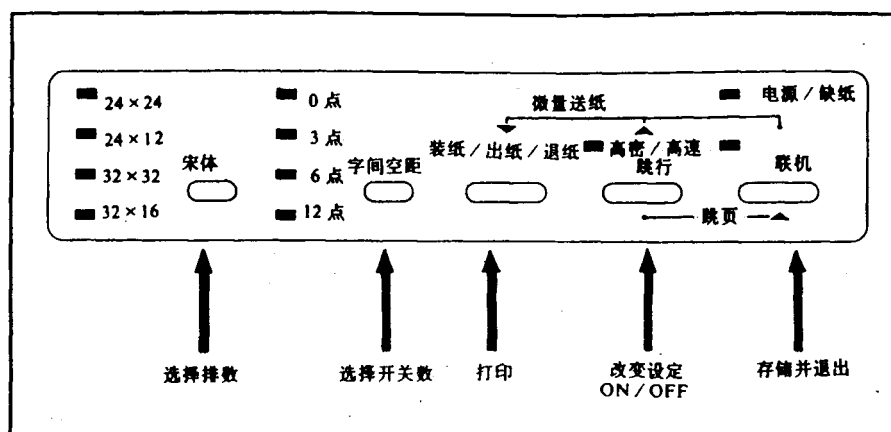 24×24
24×12
32×32
32×16
宋体
0点
3点
6点
12点
字间空距
微量送纸
装纸/出纸/退纸
高密/高速
跳行
电源/缺纸
联机
跳页
选择排数
选择开关数
打印
改变设定
ON/OFF
存储并退出